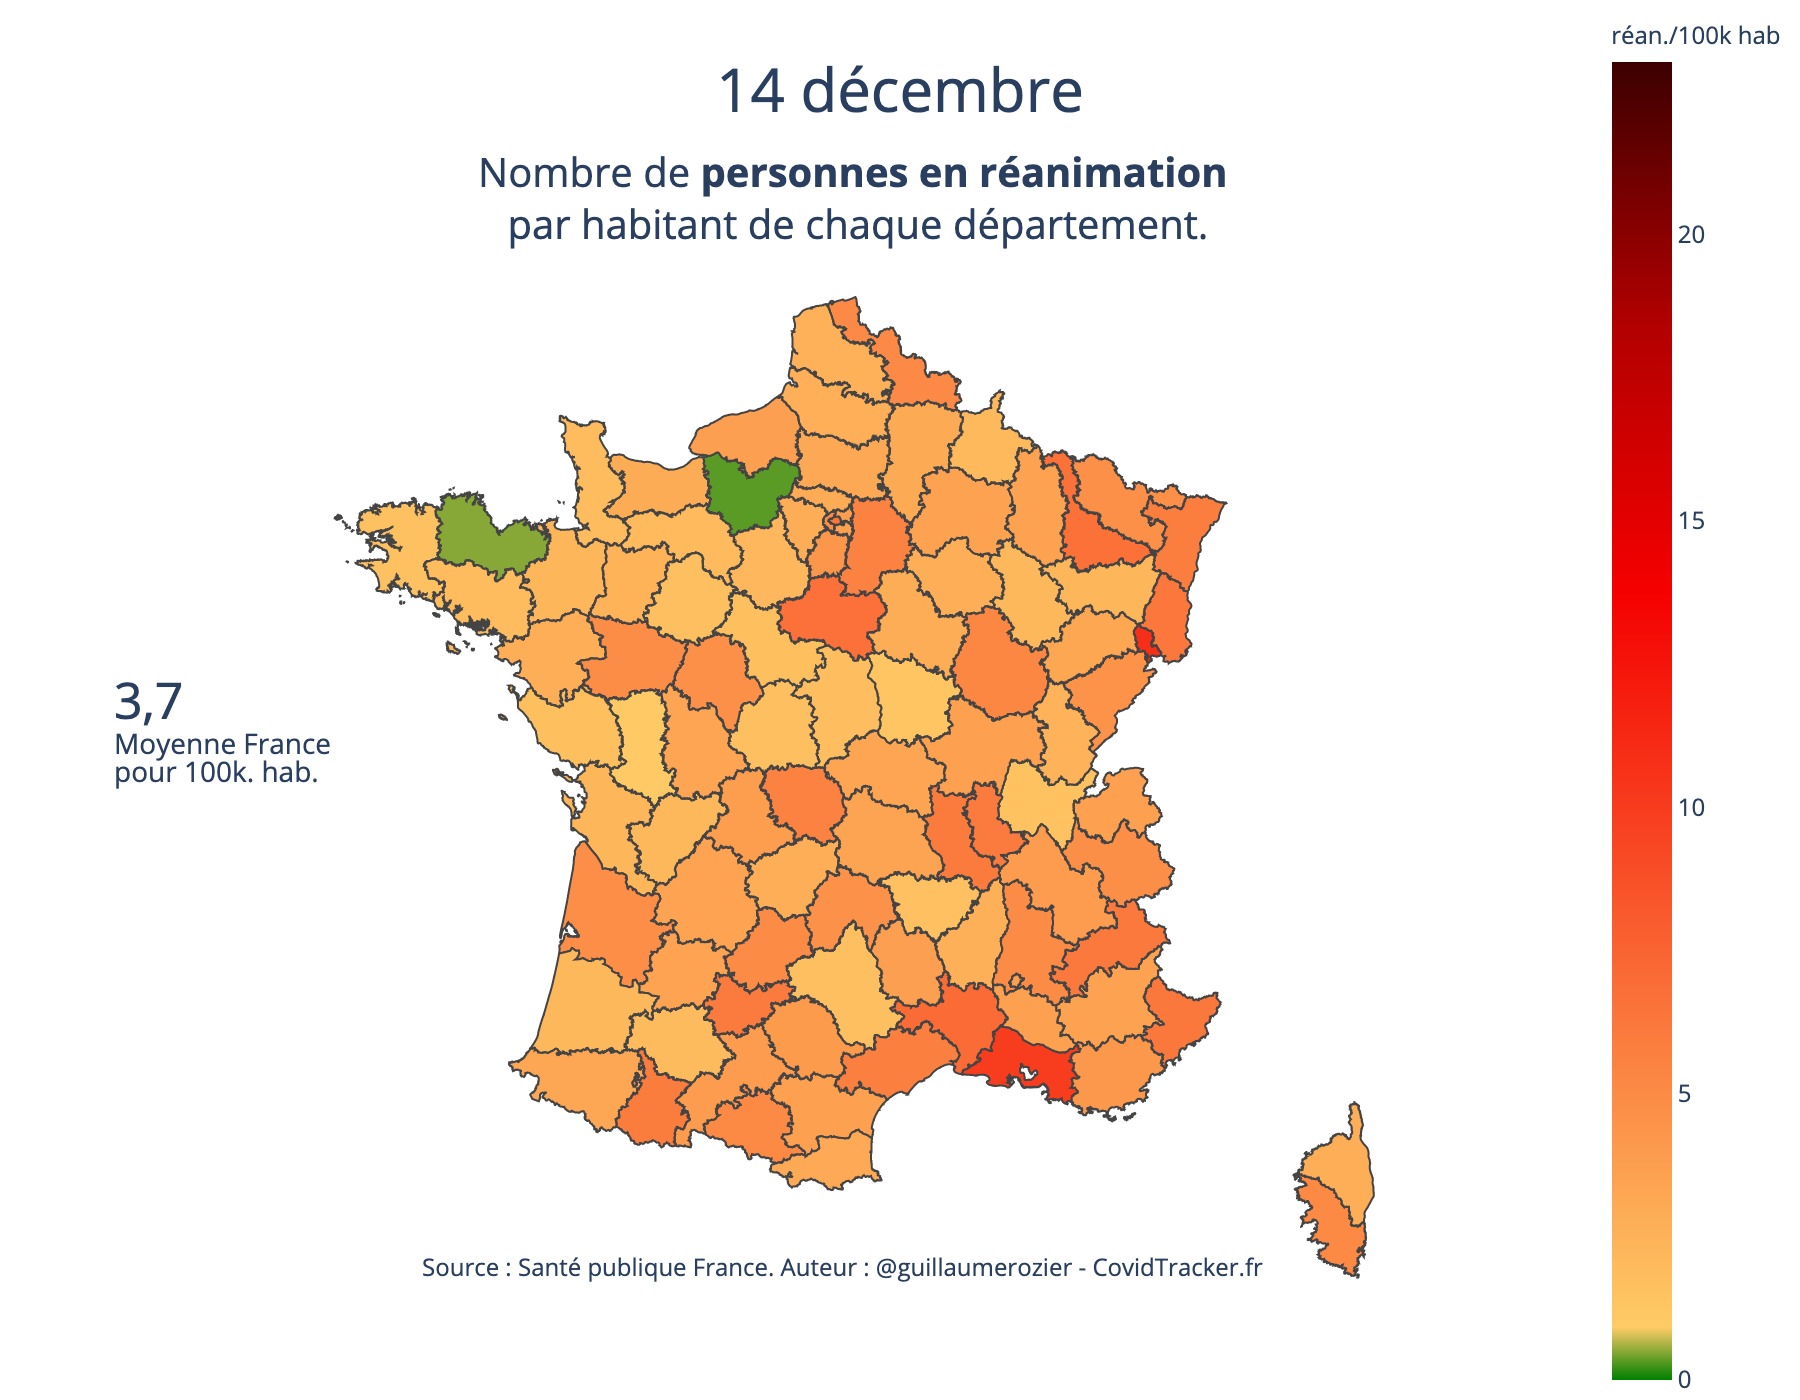 réan./100k hab
14 décembre
Nombre de personnes en réanimation
par habitant de chaque département.
20
15
10
5
0
3,7
Moyenne France
pour 100k. hab.
Source : Santé publique France. Auteur : @guillaumerozier - CovidTracker.fr